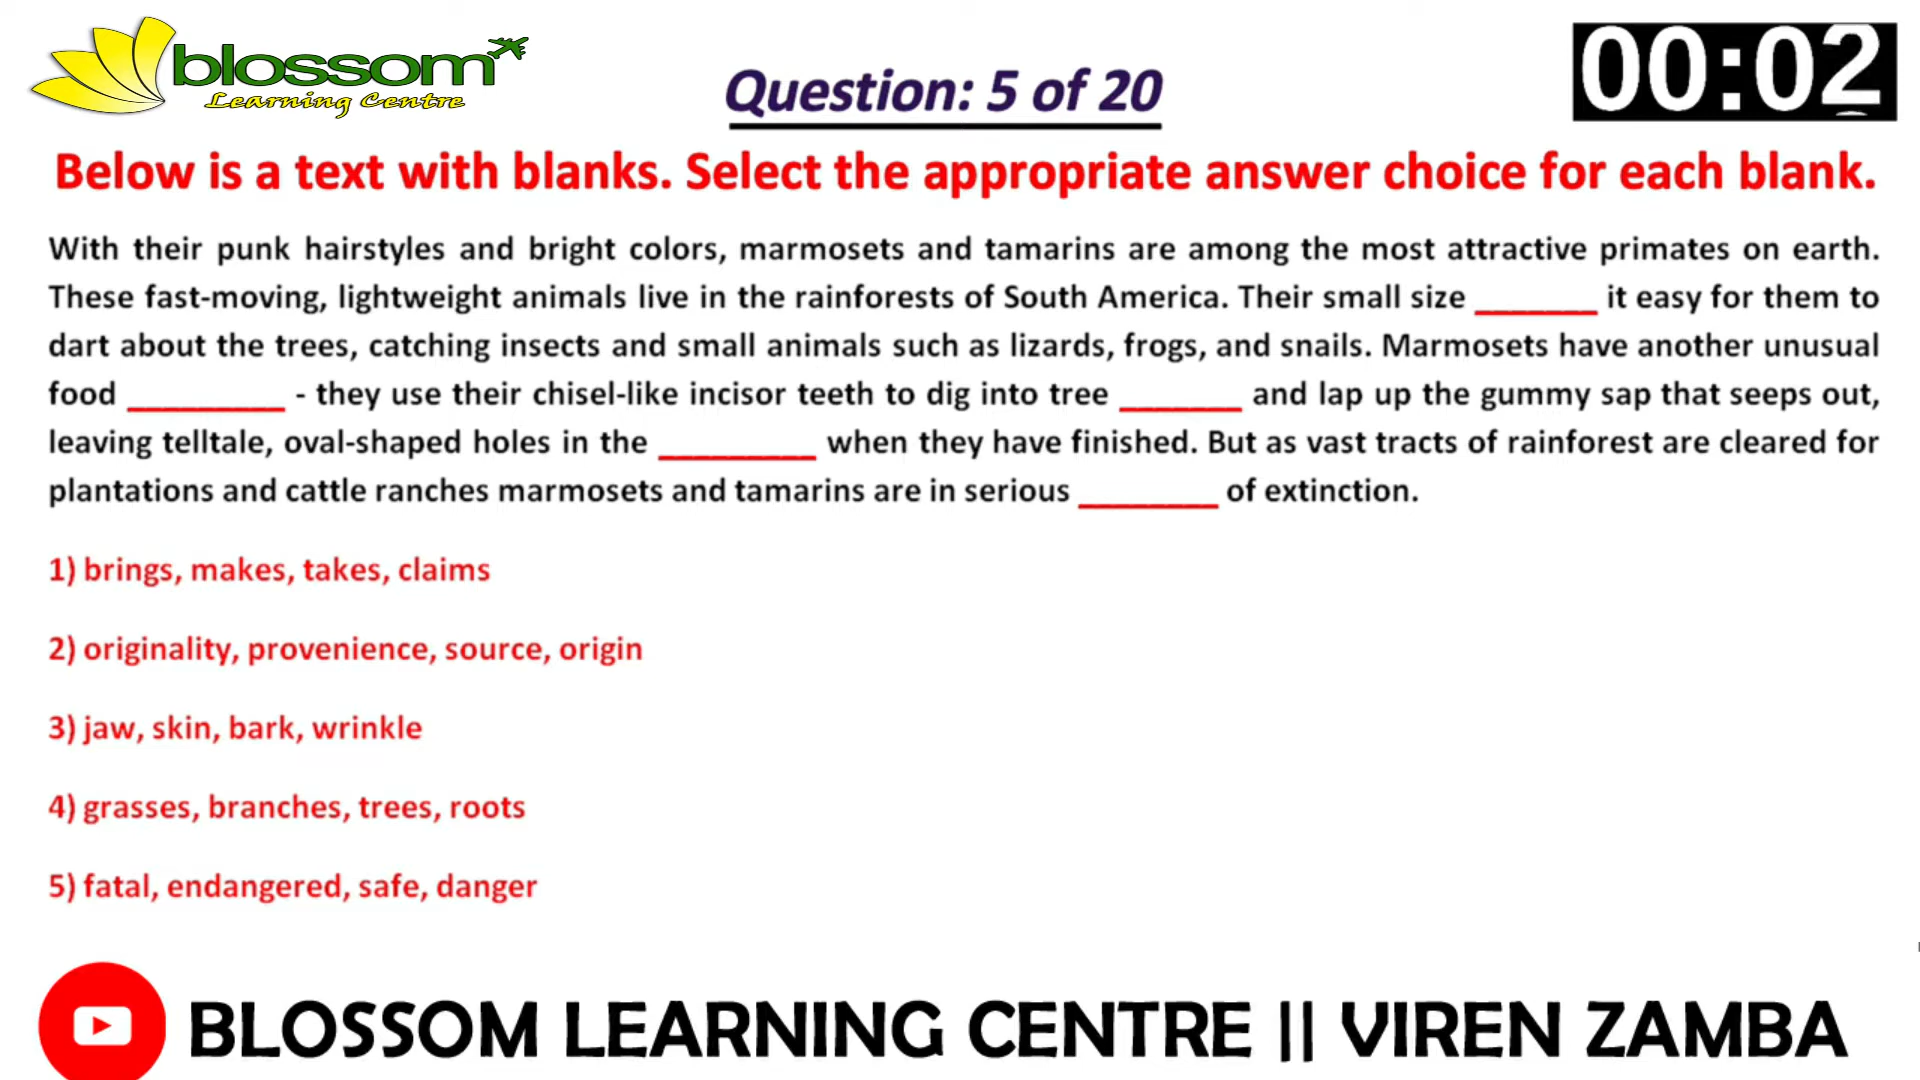 blossom
Learning Centre
Question: 5 of 20
00:02
Below is a text with blanks. Select the appropriate answer choice for each blank.
With their punk hairstyles and bright colors, marmosets and tamarins are among the most attractive primates on earth.
These fast-moving, lightweight animals live in the rainforests of South America. Their small size _______ it easy for them to
dart about the trees, catching insects and small animals such as lizards, frogs, and snails. Marmosets have another unusual
food _________ - they use their chisel-like incisor teeth to dig into tree _______ and lap up the gummy sap that seeps out,
leaving telltale, oval-shaped holes in the _________ when they have finished. But as vast tracts of rainforest are cleared for
plantations and cattle ranches marmosets and tamarins are in serious ________ of extinction.
1) brings, makes, takes, claims
2) originality, provenience, source, origin
3) jaw, skin, bark, wrinkle
4) grasses, branches, trees, roots
5) fatal, endangered, safe, danger
BLOSSOM LEARNING CENTRE || VIREN ZAMBA